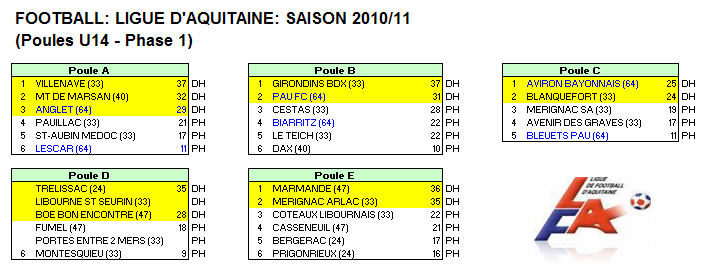 FOOTBALL: LIGUE D'AQUITAINE: SAISON 2010/11
(Poules U14 - Phase 1)
Poule A
1 VILLENAVE (33) 37 DH
2 MT DE MARSAN (40) 32 DH
3 ANGLET (64) 29 DH
4 PAUILLAC (33) 21 PH
5 ST-AUBIN MEDOC (33) 17 PH
6 LESCAR (64) 11 PH
Poule B
1 GIRONDINS BDX (33) 37 DH
2 PAU FC (64) 31 DH
3 CESTAS (33) 28 PH
4 BIARRITZ (64) 22 PH
5 LE TEICH (33) 22 PH
6 DAX (40) 10 PH
Poule C
1 AVIRON BAYONNAIS (64) 25 DH
2 BLANQUEFORT (33) 24 DH
3 MERIGNAC SA (33) 19 PH
4 AVENIR DES GRAVES (33) 17 PH
5 BLEUETS PAU (64) 11 PH
Poule D
TRELISSAC (24) 35 DH
LIBOURNE ST SEURIN (33) DH
BOE BON ENCONTRE (47) 28 DH
FUMEL (47) 18 PH
PORTES ENTRE 2 MERS (33) PH
6 MONTESQUIEU (33) 9 PH
Poule E
1 MARMANDE (47) 36 DH
2 MERIGNAC ARLAC (33) 35 DH
3 COTEAUX LIBOURNAIS (33) 22 PH
4 CASSENEUIL (47) 21 PH
5 BERGERAC (24) 17 PH
6 PRIGONRIEUX (24) 16 PH
LIGUE
DE FOOTBALL
D'AQUITAINE
LFA